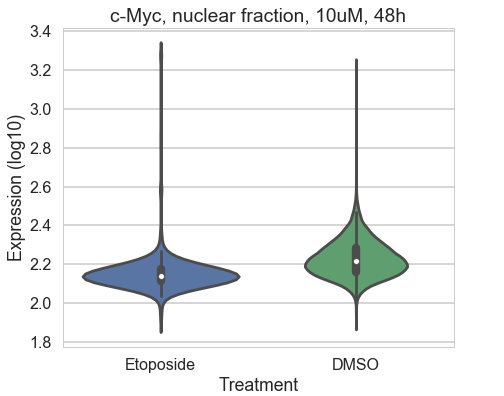 c-Myc, nuclear fraction, 10uM, 48h
Expression (log10)
3.4
3.2
3.0
2.8
2.6
2.4
2.2
2.0
1.8
Etoposide
DMSO
Treatment